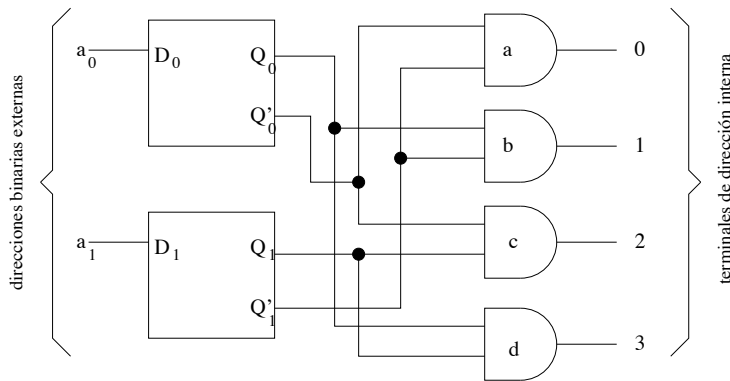 direcciones binarias externas
a0
D0
Q0
Q'0
a1
D1
Q1
Q'1
a
0
b
1
c
2
d
3
terminales de dirección interna